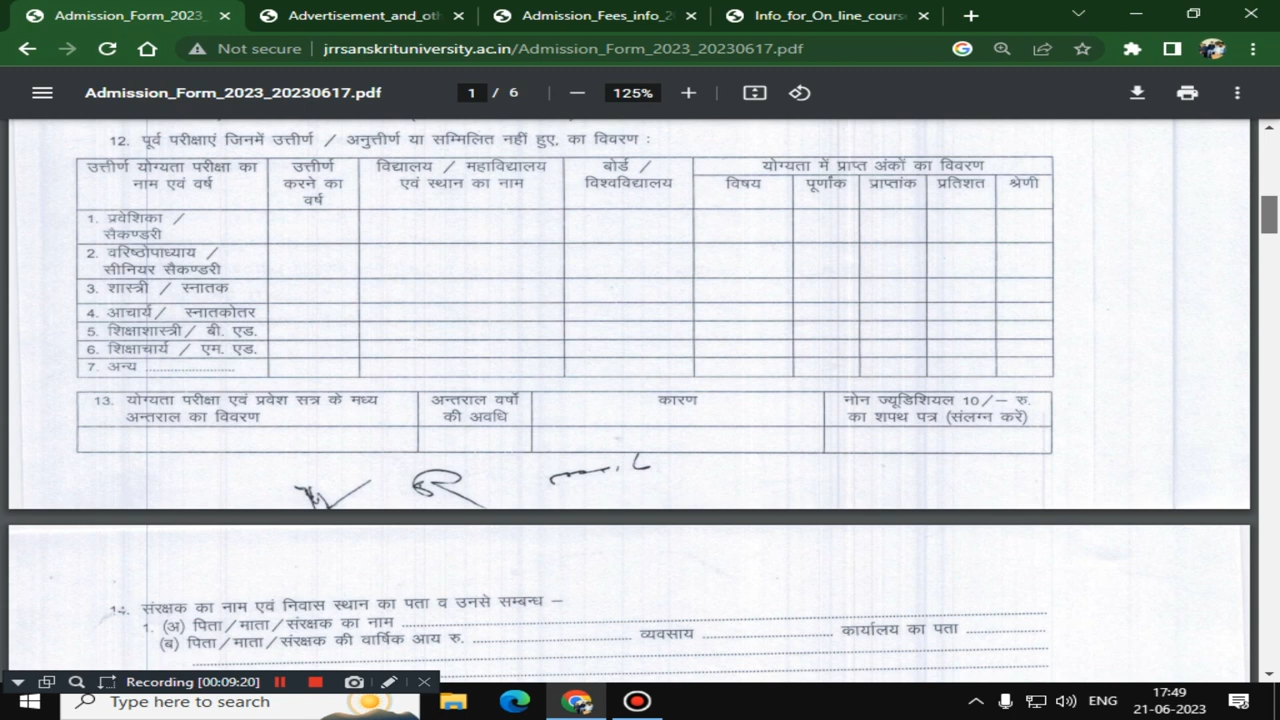 Admission_Form_2023_
Advertisement_and_oth
Admission_Fees_info_2
Info_for_On_line_course
Not secure
jrrsanskrituniversity.ac.in/Admission_Form_2023_20230617.pdf
Admission_Form_2023_20230617.pdf
1 / 6
125%
12. पूर्व परीक्षाएं जिनमें उत्तीर्ण / अनुत्तीर्ण या सम्मिलित नहीं हुए, का विवरण :
उत्तीर्ण योग्यता परीक्षा का
नाम एवं वर्ष
उत्तीर्ण
करने का
वर्ष
विद्यालय / महाविद्यालय
एवं स्थान का नाम
बोर्ड /
विश्वविद्यालय
योग्यता में प्राप्त अंकों का विवरण
विषय
पूर्णांक
प्राप्तांक
प्रतिशत
श्रेणी
1. प्रवेशिका /
सैकण्डरी
2. वरिष्ठोपाध्याय /
सीनियर सैकण्डरी
3. शास्त्री / स्नातक
4. आचार्य/ स्नातकोतर
5. शिक्षाशास्त्री/ बी. एड.
6. शिक्षाचार्य / एम. एड.
7. अन्य ......................
13. योग्यता परीक्षा एवं प्रवेश सत्र के मध्य
अन्तराल का विवरण
अन्तराल वर्षो
की अवधि
कारण
नोन ज्यूडिशियल 10/– रु.
का शपथ पत्र (संलग्न करें)
14. संरक्षक का नाम एवं निवास स्थान का पता व उनसे सम्बन्ध –
1. (अ) पिता/माता/संरक्षक का नाम ......................
(ब) पिता/माता/संरक्षक की वार्षिक आय रु. ...................... व्यवसाय ...................... कार्यालय का पता ......................
Recording [00:09:20]
Type here to search
ENG
17:49
21-06-2023